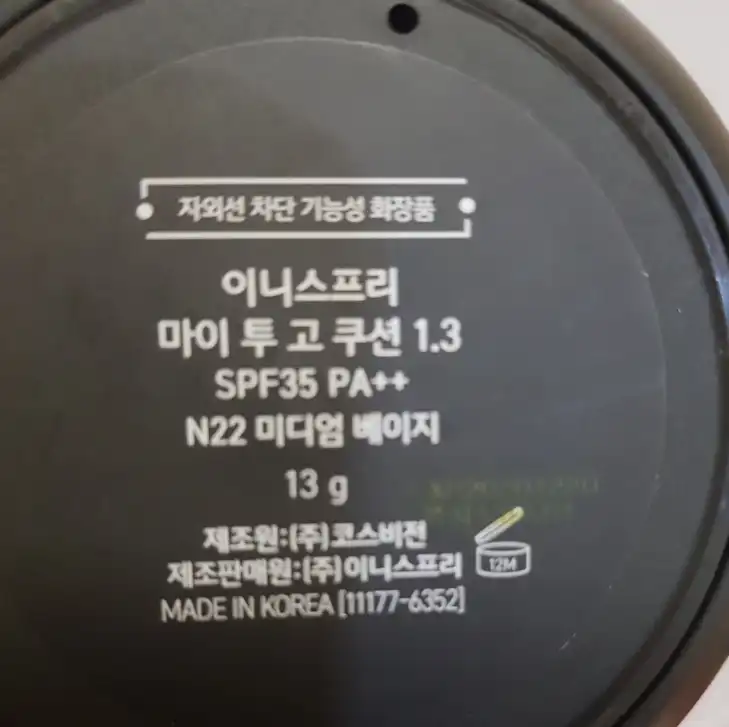 자외선 차단 기능성 화장품
이니스프리
마이 투 고 쿠션 1.3
SPF35 PA++
N22 미디엄 베이지
13 g
제조원:(주)코스비전
제조판매원:(주)이니스프리
12M
MADE IN KOREA [11177-6352]